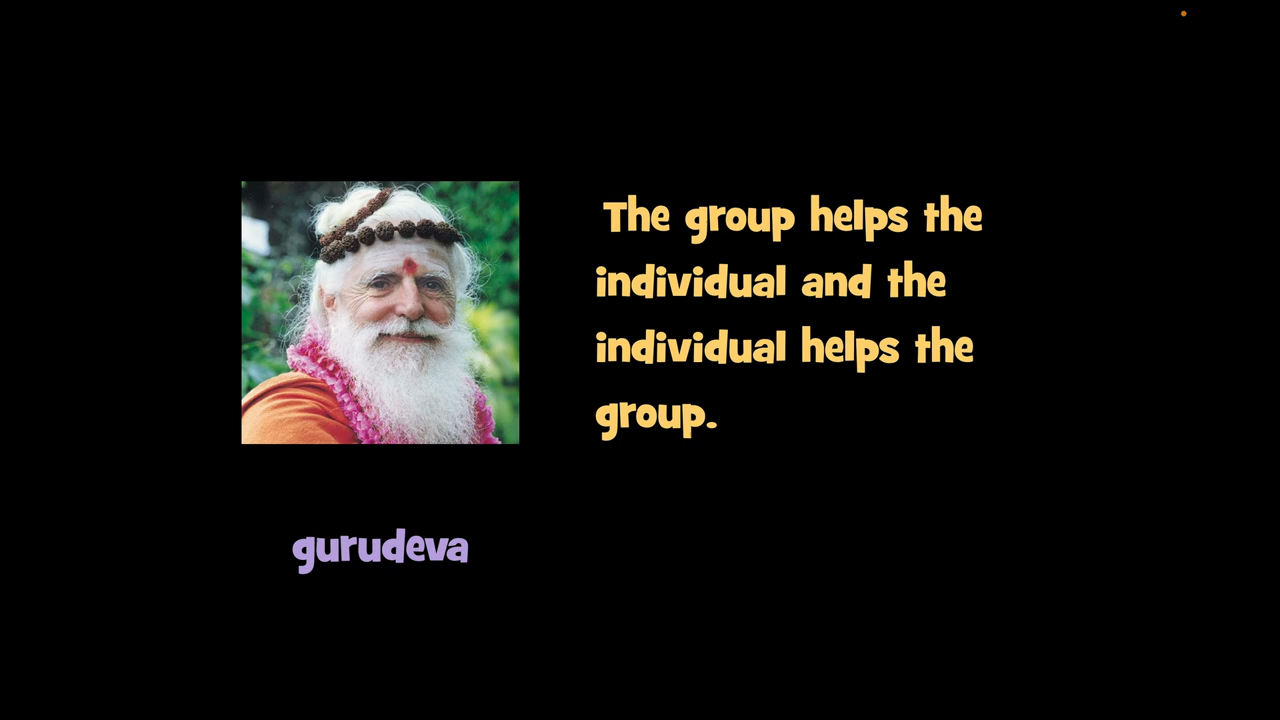 The group helps the
individual and the
individual helps the
group.
gurudeva